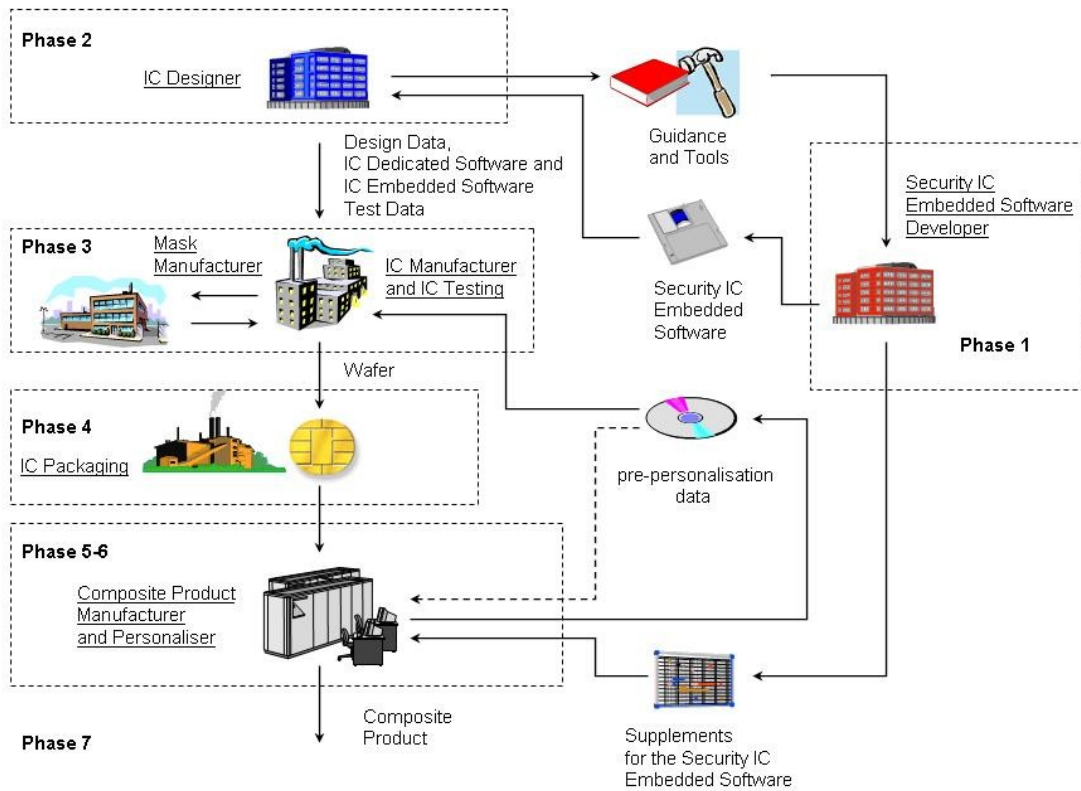 Phase 2
IC Designer
Guidance
and Tools
Design Data,
IC Dedicated Software and
IC Embedded Software
Test Data
Security IC
Embedded Software
Developer
Phase 1
Security IC
Embedded
Software
Phase 3
Mask
Manufacturer
IC Manufacturer
and IC Testing
Wafer
Phase 4
IC Packaging
pre-personalisation
data
Phase 5-6
Composite Product
Manufacturer
and Personaliser
Composite
Product
Phase 7
Supplements
for the Security IC
Embedded Software